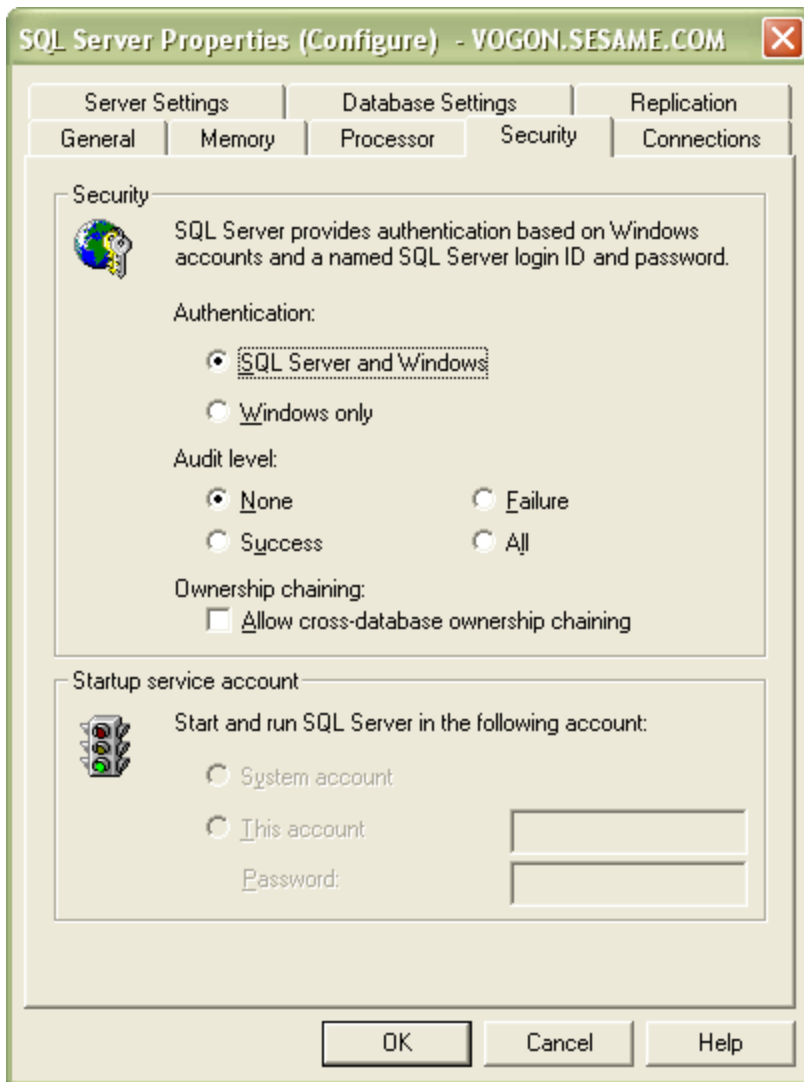 SQL Server Properties (Configure) - VOGON.SESAME.COM
Server Settings Database Settings Replication
General Memory Processor Security Connections
Security
SQL Server provides authentication based on Windows
accounts and a named SQL Server login ID and password.
Authentication:
SQL Server and Windows
Windows only
Audit level:
None Failure
Success All
Ownership chaining:
Allow cross-database ownership chaining
Startup service account
Start and run SQL Server in the following account:
System account
This account
Password:
OK Cancel Help